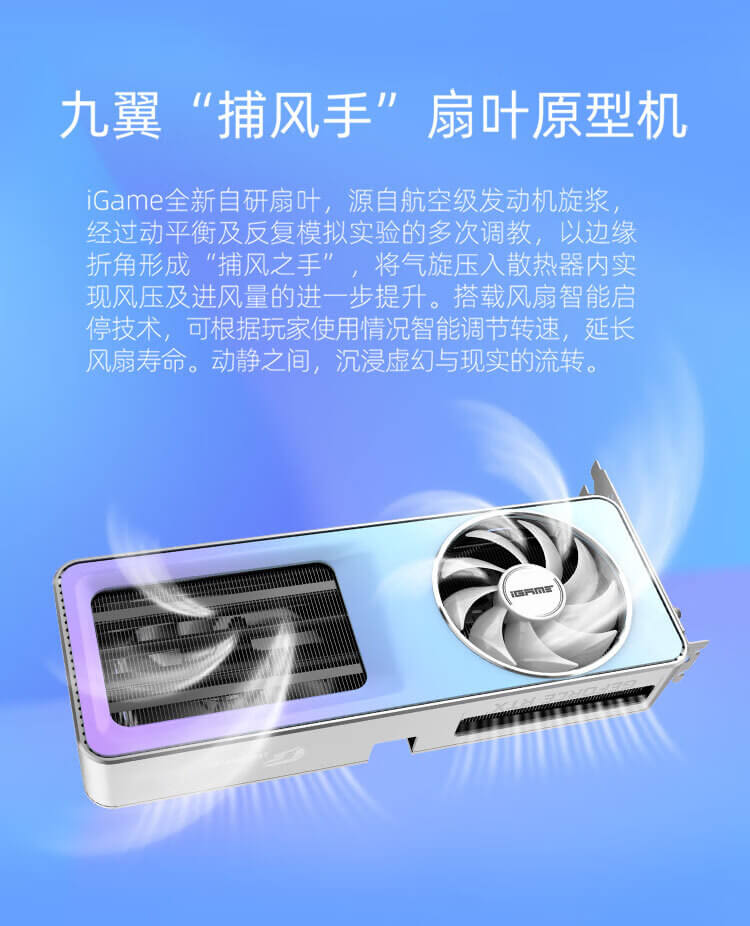 九翼“捕风手”扇叶原型机
iGame全新自研扇叶，源自航空级发动机旋浆，
经过动平衡及反复模拟实验的多次调教，以边缘
折角形成“捕风之手”，将气旋压入散热器内实
现风压及进风量的进一步提升。搭载风扇智能启
停技术，可根据玩家使用情况智能调节转速，延长
风扇寿命。动静之间，沉浸虚幻与现实的流转。
iGAME
GEFORCE RTX